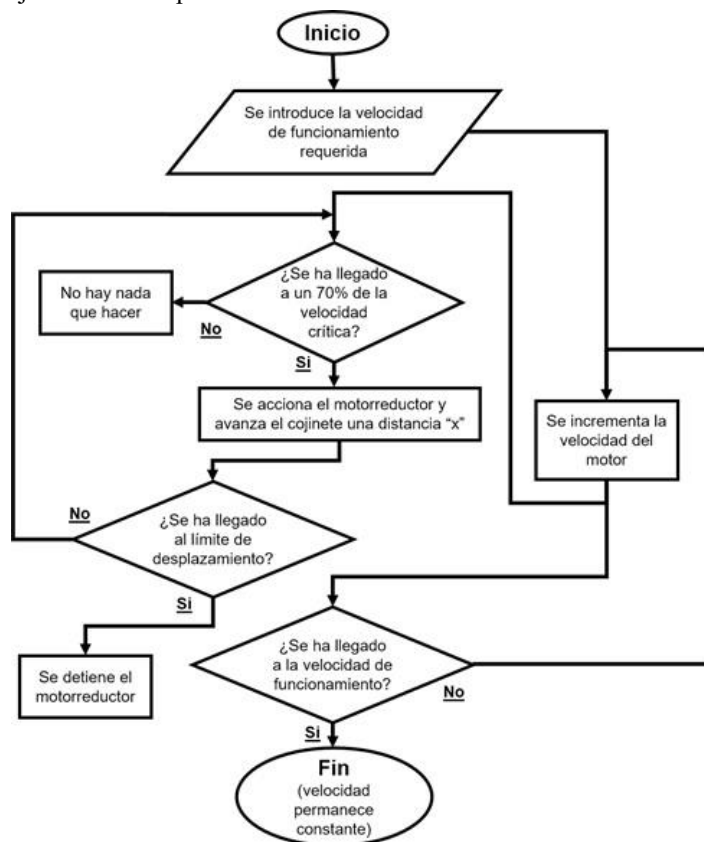 Inicio
Se introduce la velocidad
de funcionamiento
requerida
¿Se ha llegado
a un 70% de la
velocidad
crítica?
No hay nada
que hacer
No
Si
Se acciona el motorreductor y
avanza el cojinete una distancia “x”
Se incrementa la
velocidad del
motor
No
¿Se ha llegado
al límite de
desplazamiento?
Si
Se detiene el
motorreductor
¿Se ha llegado
a la velocidad de
funcionamiento?
No
Si
Fin
(velocidad
permanece
constante)